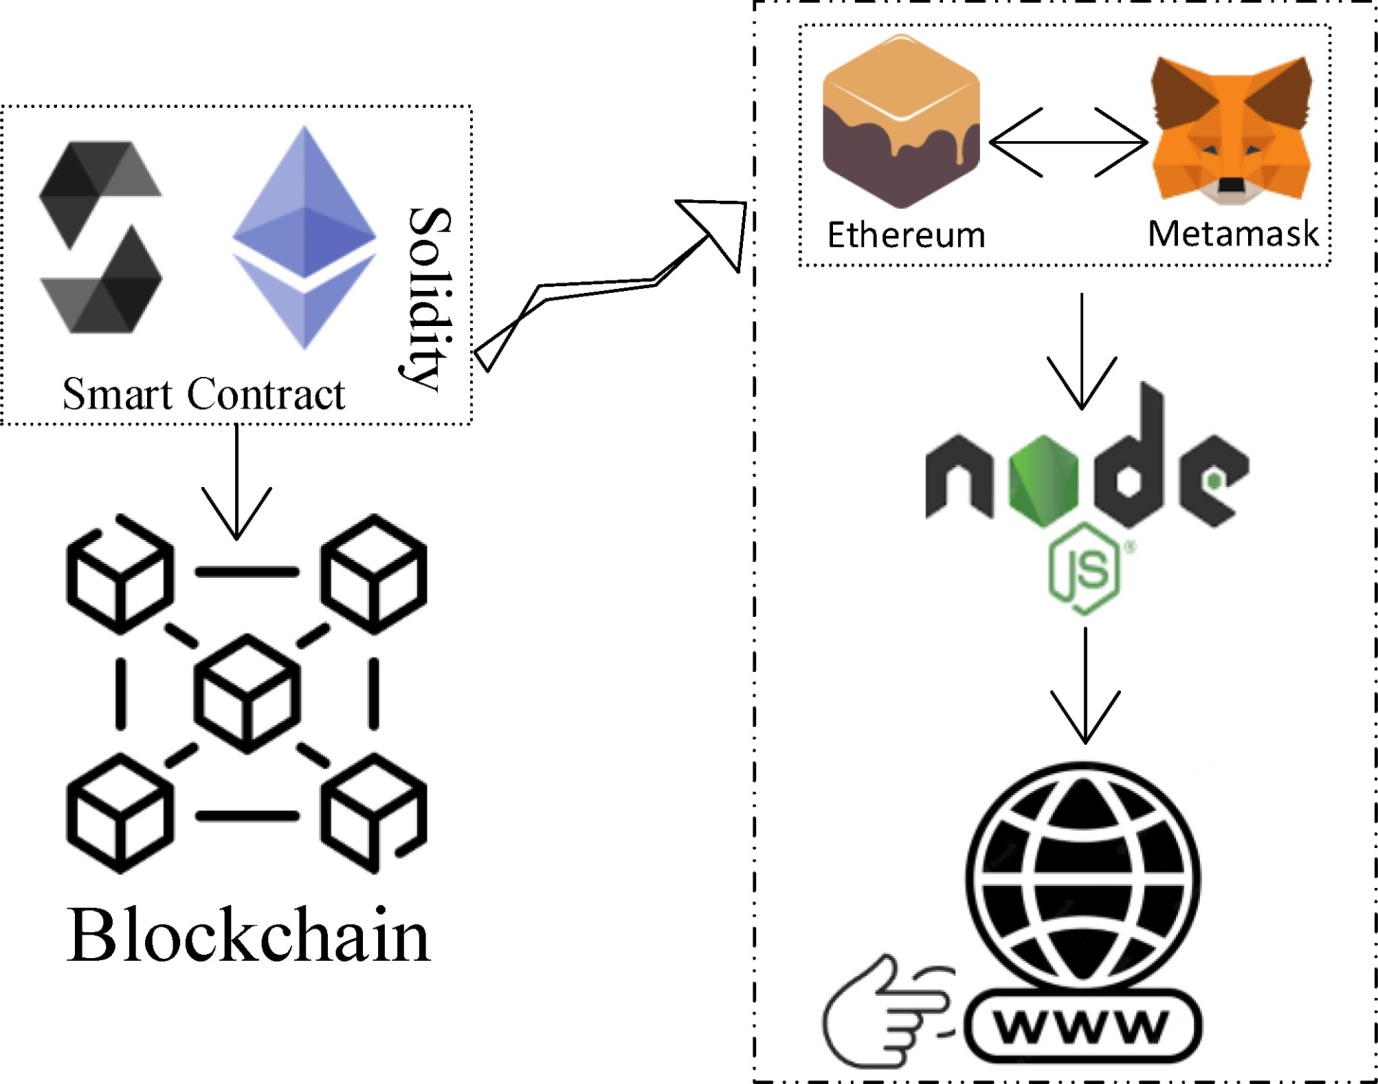 Solidity
Smart Contract
Blockchain
Ethereum
Metamask
node
JS®
WWW